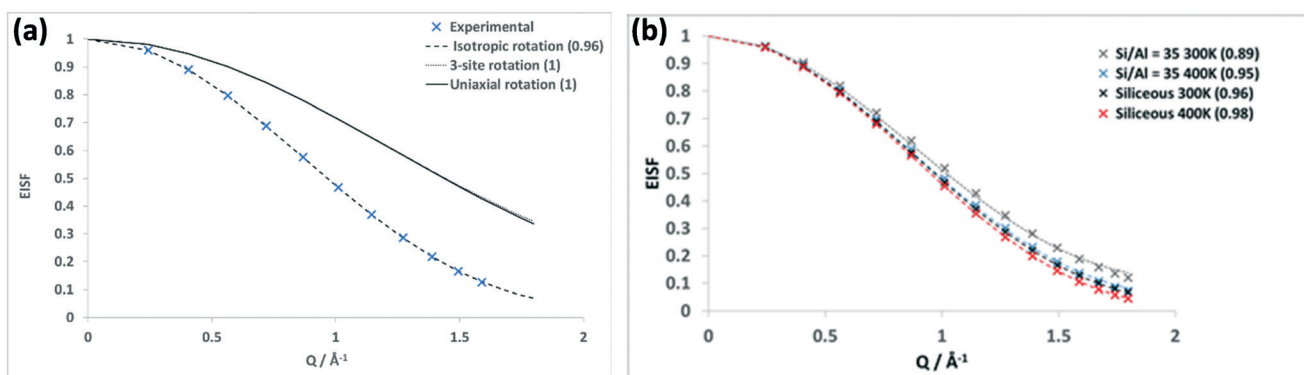 (a)
Experimental
Isotropic rotation (0.96)
3-site rotation (1)
Uniaxial rotation (1)
EISF
1
0.9
0.8
0.7
0.6
0.5
0.4
0.3
0.2
0.1
0
0
0.5
1
1.5
2
Q / Å-1
(b)
Si/Al = 35 300K (0.89)
Si/Al = 35 400K (0.95)
Siliceous 300K (0.96)
Siliceous 400K (0.98)
EISF
1
0.9
0.8
0.7
0.6
0.5
0.4
0.3
0.2
0.1
0
0
0.5
1
1.5
2
Q / Å-1